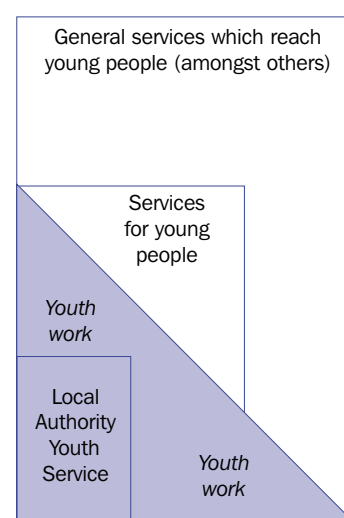 General services which reach
young people (amongst others)
Services
for young
people
Youth
work
Local
Authority
Youth
Service
Youth
work